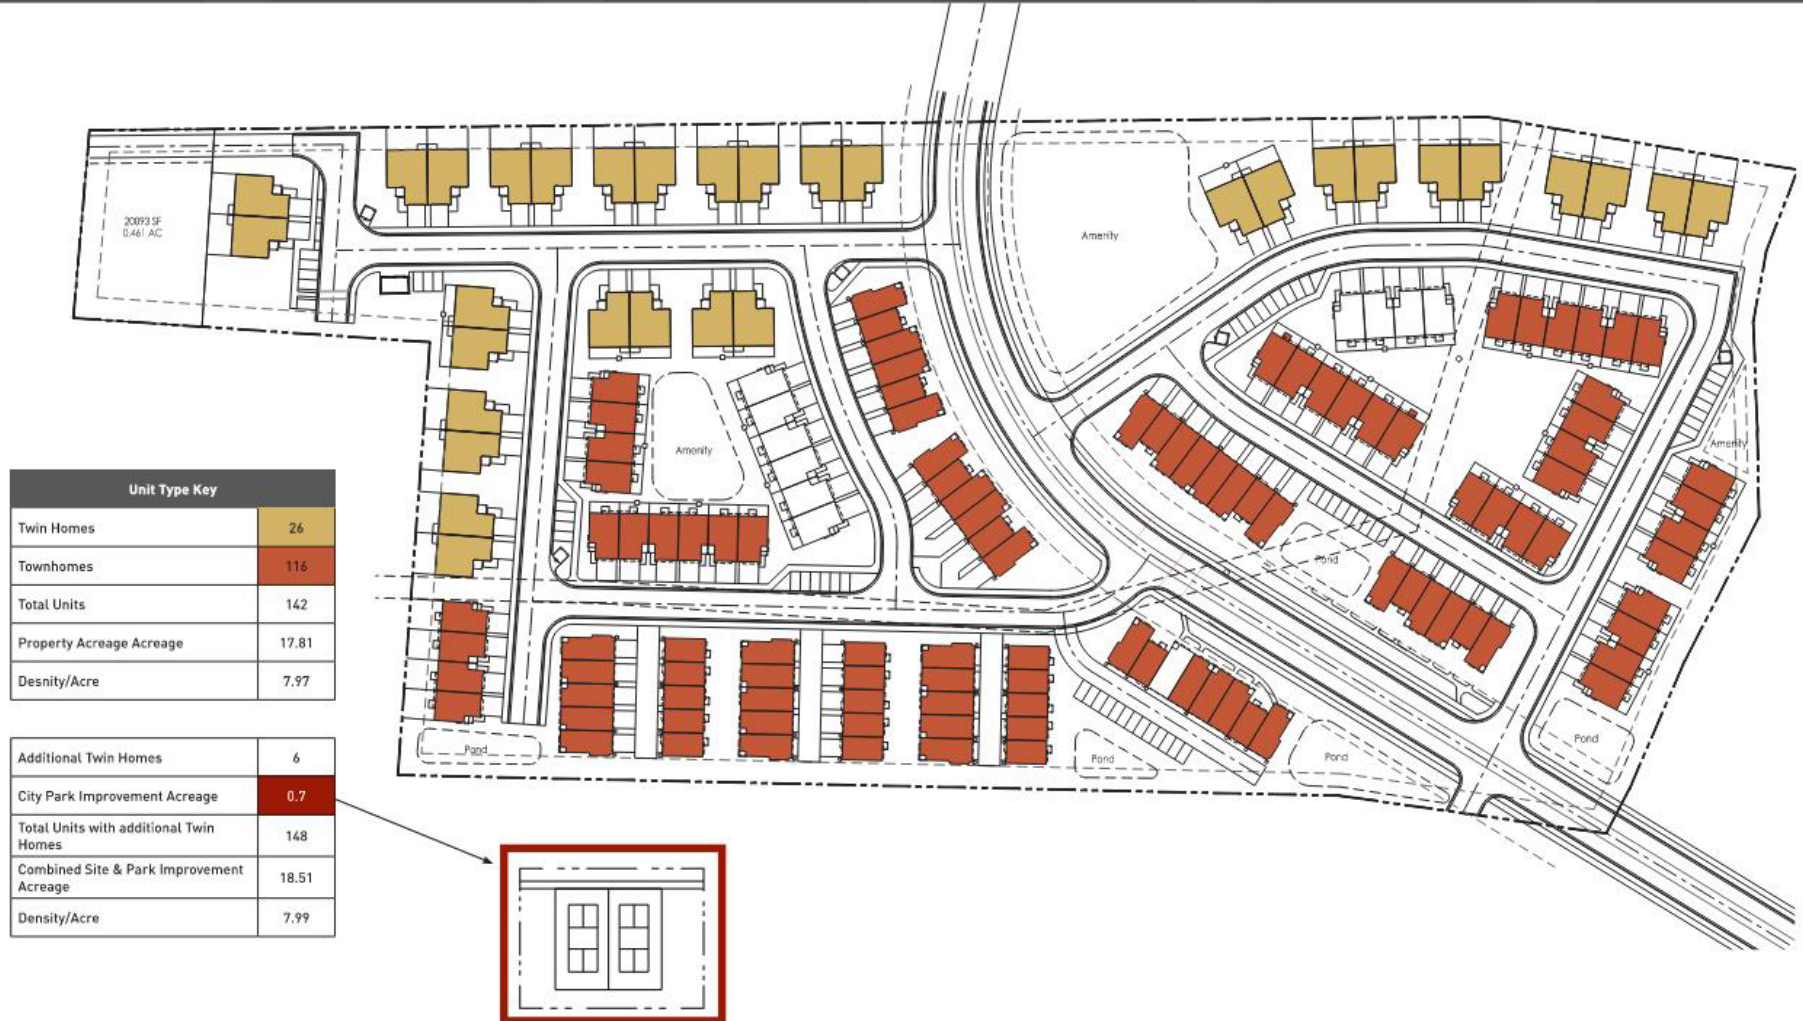 20093 SF
0.461 AC
Amenity
Amenity
Amenity
Pond
Pond
Pond
Pond
Pond
Unit Type Key
Twin Homes 26
Townhomes 116
Total Units 142
Property Acreage Acreage 17.81
Desnity/Acre 7.97
Additional Twin Homes 6
City Park Improvement Acreage 0.7
Total Units with additional Twin
Homes 148
Combined Site & Park Improvement
Acreage 18.51
Density/Acre 7.99